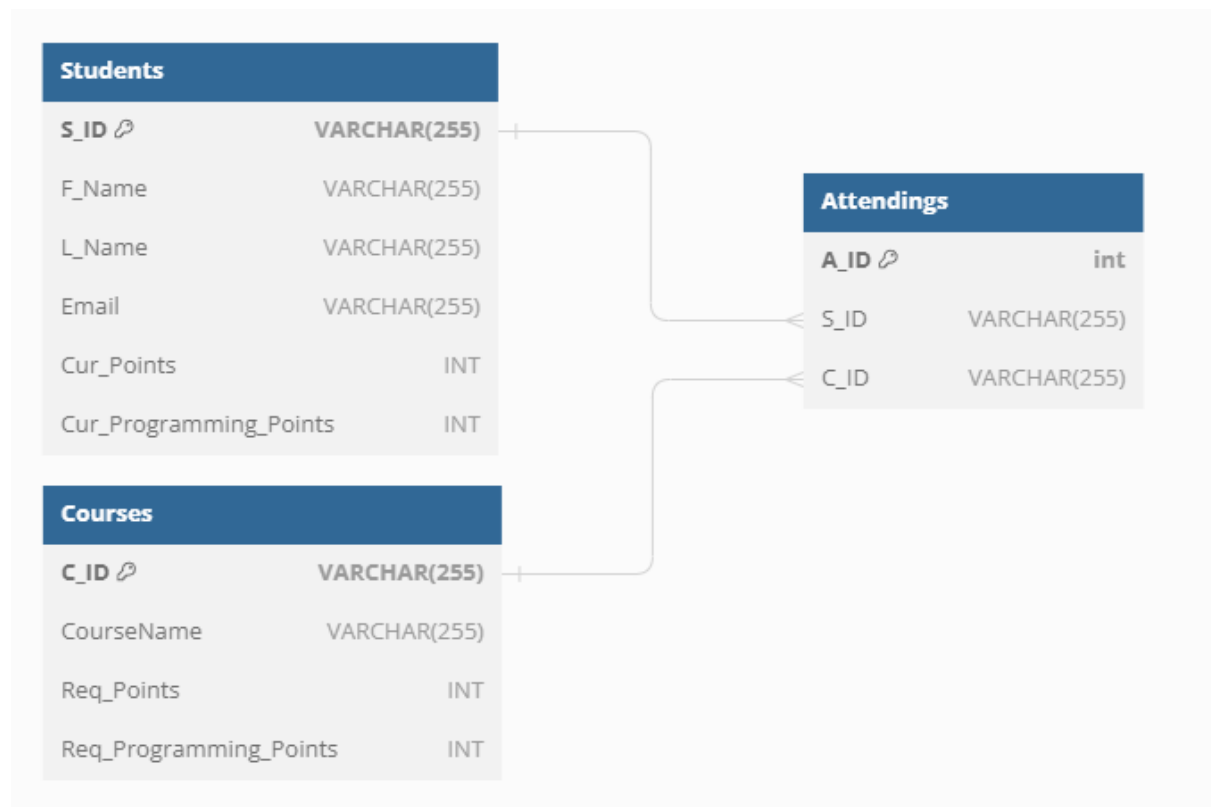 Students
S_ID VARCHAR(255)
F_Name VARCHAR(255)
L_Name VARCHAR(255)
Email VARCHAR(255)
Cur_Points INT
Cur_Programming_Points INT
Attendings
A_ID int
S_ID VARCHAR(255)
C_ID VARCHAR(255)
Courses
C_ID VARCHAR(255)
CourseName VARCHAR(255)
Req_Points INT
Req_Programming_Points INT